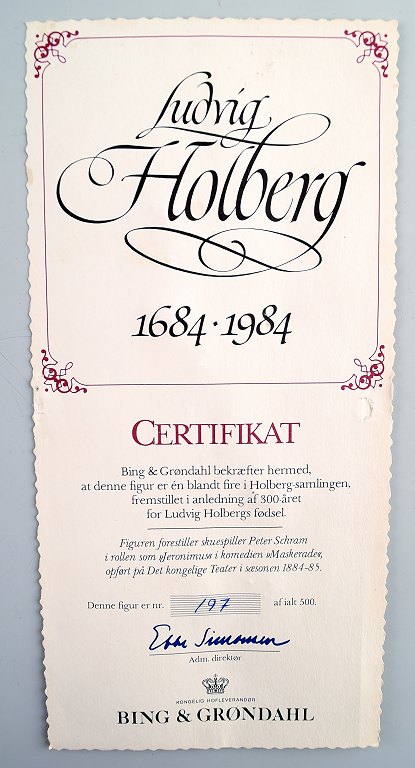 Ludvig
Holberg
1684 · 1984
CERTIFIKAT
Bing & Grøndahl bekræfter hermed,
at denne figur er én blandt fire i Holberg-samlingen,
fremstillet i anledning af 300-året
for Ludvig Holbergs fødsel.
Figuren forestiller skuespiller Peter Schram
i rollen som »Jeronimus« i komedien »Maskerade«,
opført på Det kongelige Teater i sæsonen 1884-85.
Denne figur er nr. 197 af ialt 500.
Ebbe Simonsen
Adm. direktør
KONGELIG HOFLEVERANDØR
BING & GRØNDAHL